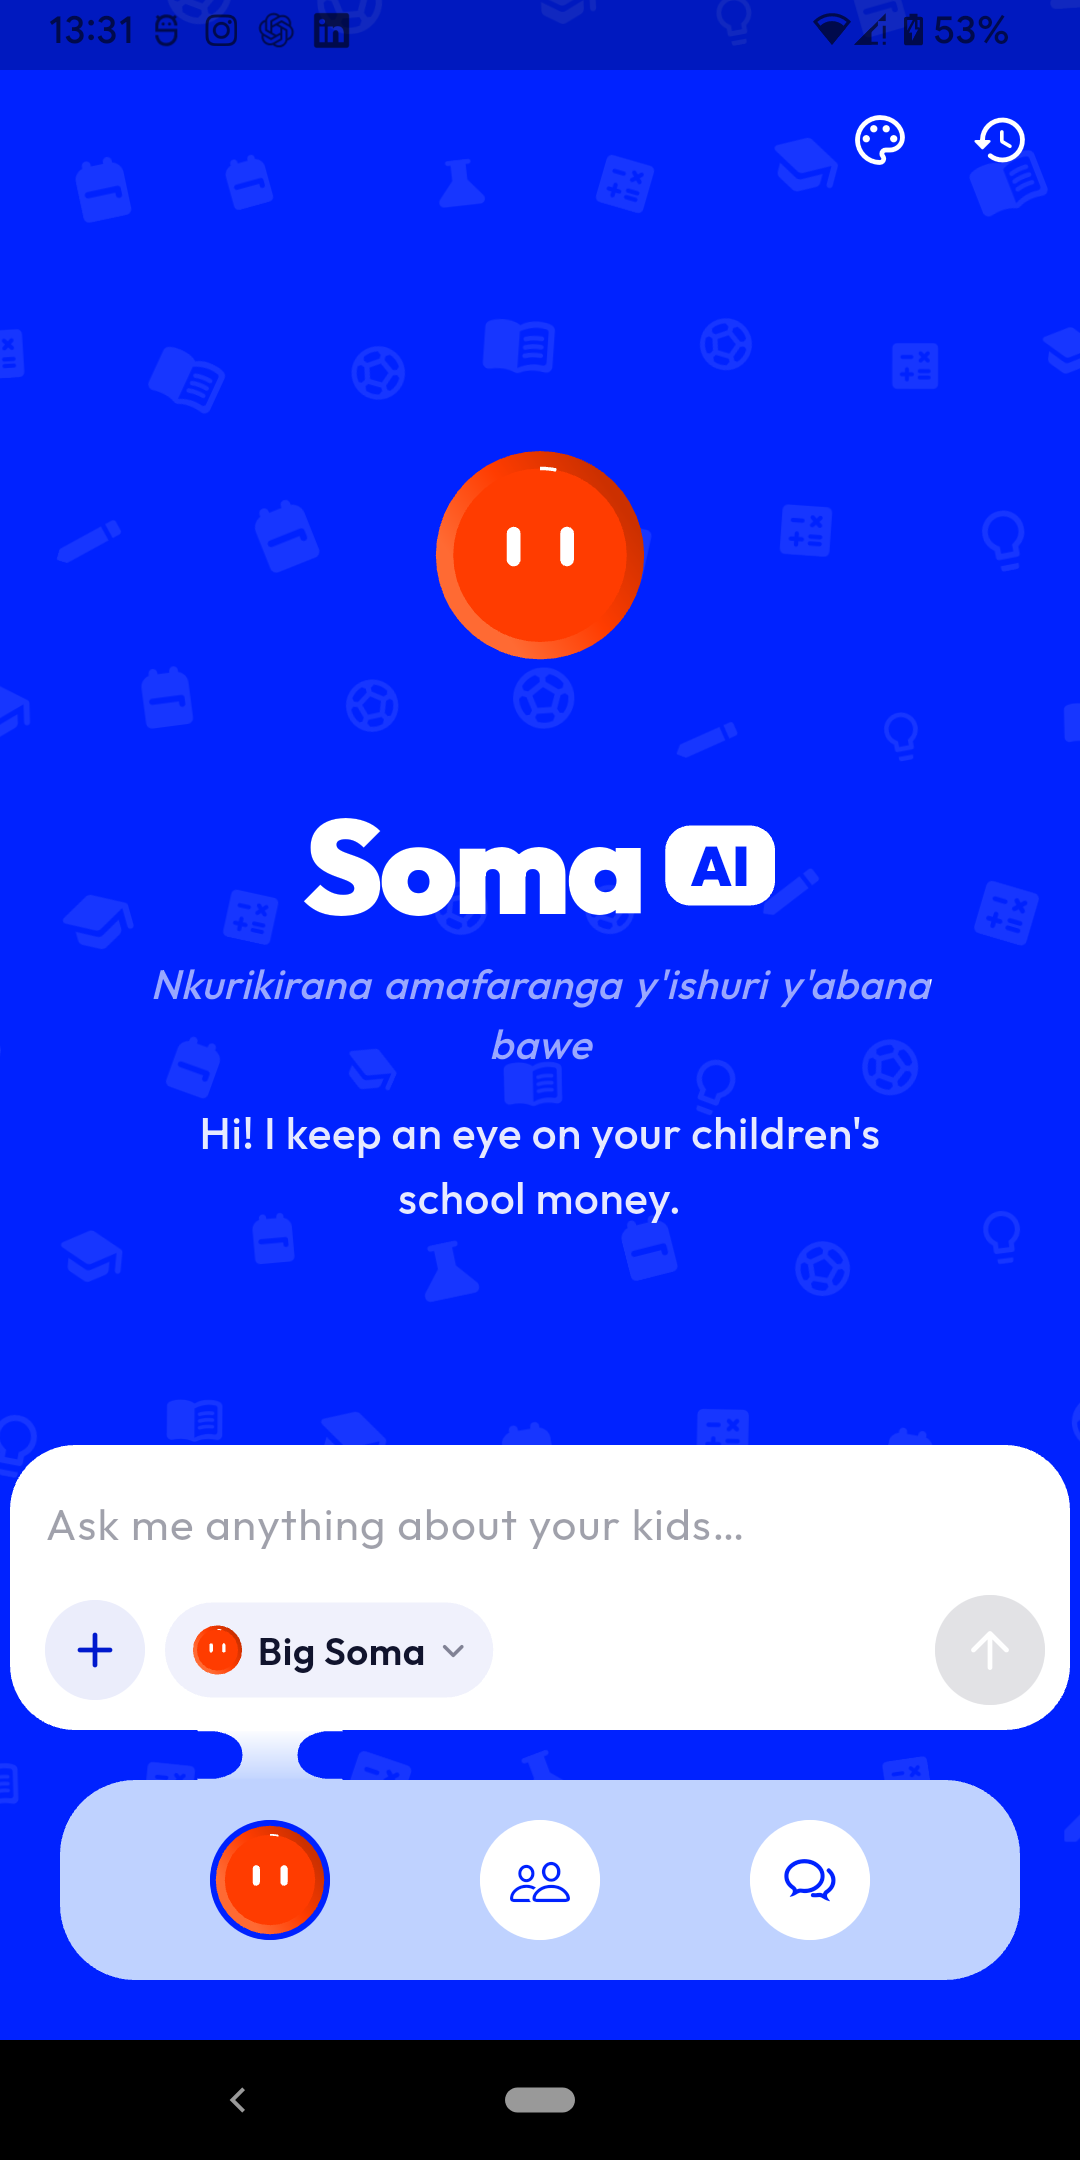 13:31 53%
Soma AI
Nkurikirana amafaranga y'ishuri y'abana
bawe
Hi! I keep an eye on your children's
school money.
Ask me anything about your kids...
Big Soma